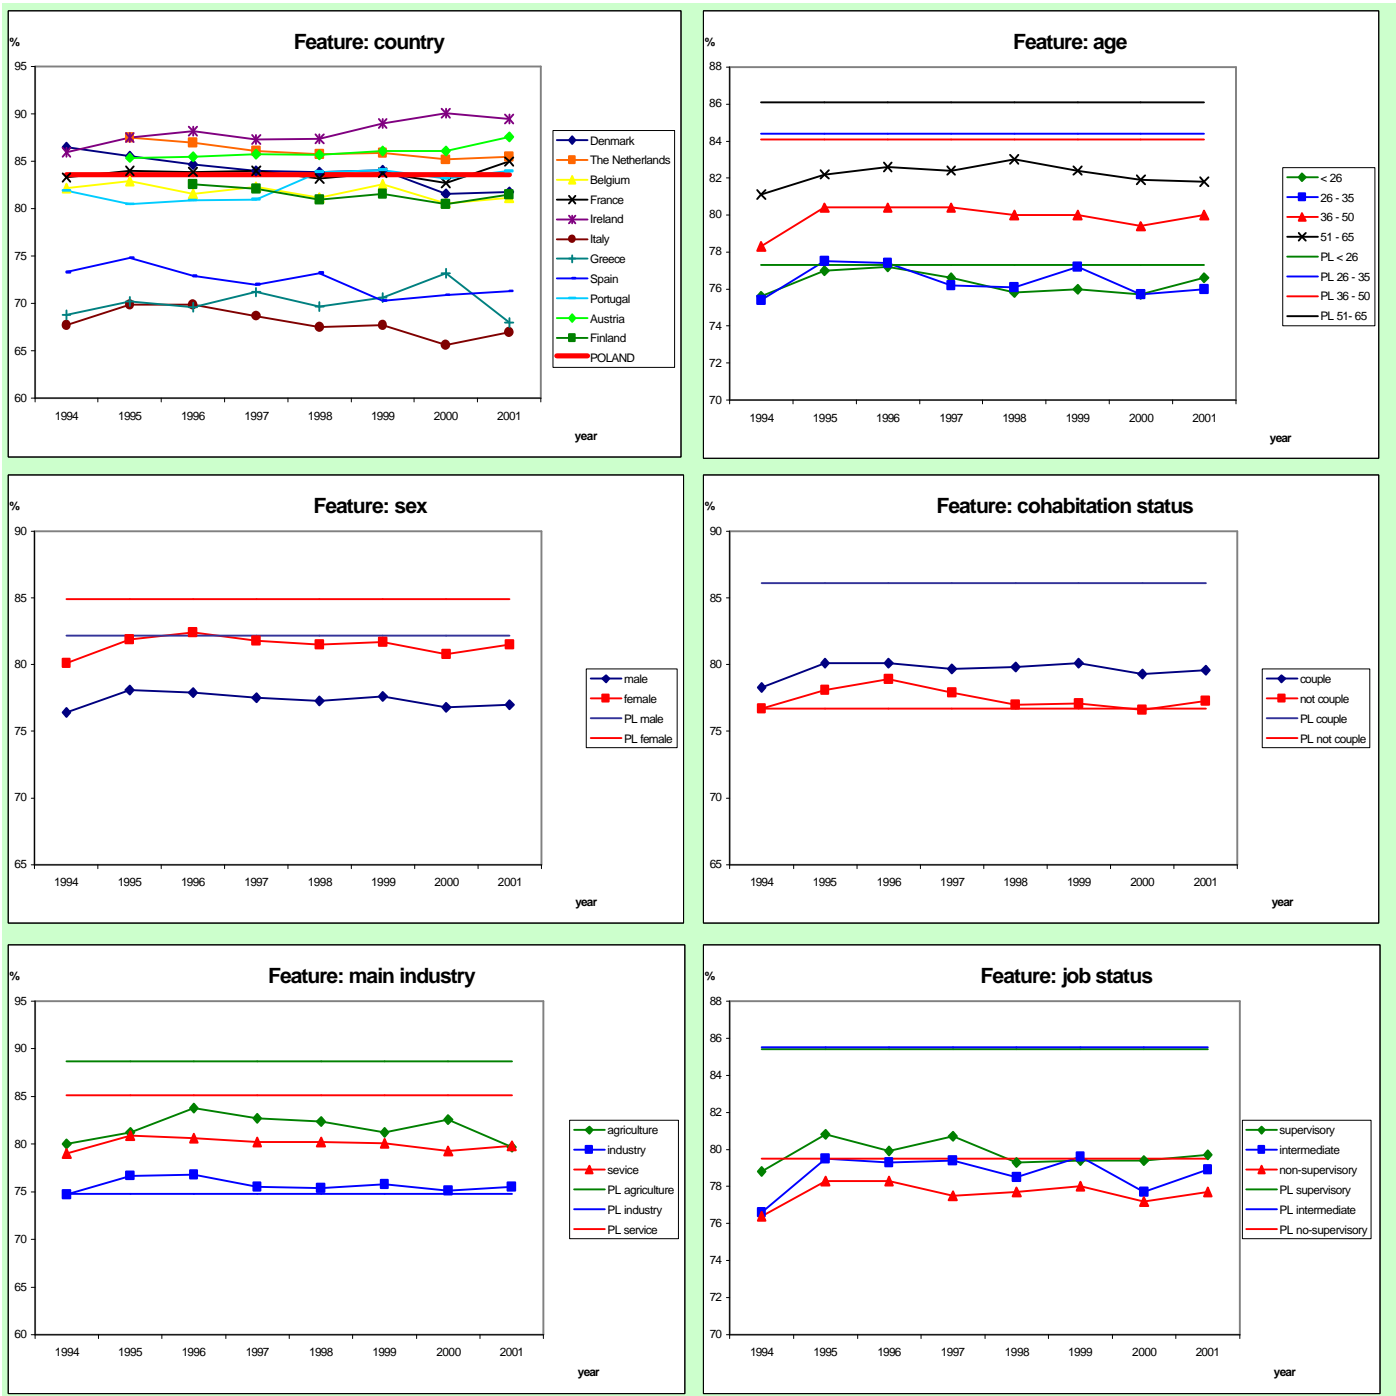 Feature: country
%
95
90
85
80
75
70
65
60
1994 1995 1996 1997 1998 1999 2000 2001
year
Denmark
The Netherlands
Belgium
France
Ireland
Italy
Greece
Spain
Portugal
Austria
Finland
POLAND
Feature: age
%
88
86
84
82
80
78
76
74
72
70
1994 1995 1996 1997 1998 1999 2000 2001
year
< 26
26 - 35
36 - 50
51 - 65
PL < 26
PL 26 - 35
PL 36 - 50
PL 51- 65
Feature: sex
%
90
85
80
75
70
65
1994 1995 1996 1997 1998 1999 2000 2001
year
male
female
PL male
PL female
Feature: cohabitation status
%
90
85
80
75
70
65
1994 1995 1996 1997 1998 1999 2000 2001
year
couple
not couple
PL couple
PL not couple
Feature: main industry
%
95
90
85
80
75
70
65
60
1994 1995 1996 1997 1998 1999 2000 2001
year
agriculture
industry
sevice
PL agriculture
PL industry
PL service
Feature: job status
%
88
86
84
82
80
78
76
74
72
70
1994 1995 1996 1997 1998 1999 2000 2001
year
supervisory
intermediate
non-supervisory
PL supervisory
PL intermediate
PL no-supervisory